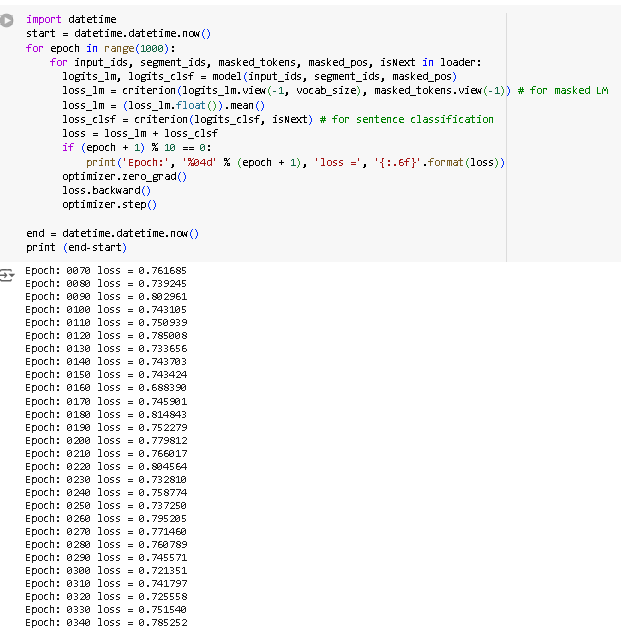 import datetime
start = datetime.datetime.now()
for epoch in range(1000):
    for input_ids, segment_ids, masked_tokens, masked_pos, isNext in loader:
      logits_lm, logits_clsf = model(input_ids, segment_ids, masked_pos)
      loss_lm = criterion(logits_lm.view(-1, vocab_size), masked_tokens.view(-1)) # for masked LM
      loss_lm = (loss_lm.float()).mean()
      loss_clsf = criterion(logits_clsf, isNext) # for sentence classification
      loss = loss_lm + loss_clsf
      if (epoch + 1) % 10 == 0:
          print('Epoch:', '%04d' % (epoch + 1), 'loss =', '{:.6f}'.format(loss))
      optimizer.zero_grad()
      loss.backward()
      optimizer.step()

end = datetime.datetime.now()
print (end-start)
Epoch: 0070 loss = 0.761685
Epoch: 0080 loss = 0.739245
Epoch: 0090 loss = 0.802961
Epoch: 0100 loss = 0.743105
Epoch: 0110 loss = 0.750939
Epoch: 0120 loss = 0.785008
Epoch: 0130 loss = 0.733656
Epoch: 0140 loss = 0.743703
Epoch: 0150 loss = 0.743424
Epoch: 0160 loss = 0.688390
Epoch: 0170 loss = 0.745901
Epoch: 0180 loss = 0.814843
Epoch: 0190 loss = 0.752279
Epoch: 0200 loss = 0.779812
Epoch: 0210 loss = 0.766017
Epoch: 0220 loss = 0.804564
Epoch: 0230 loss = 0.732810
Epoch: 0240 loss = 0.758774
Epoch: 0250 loss = 0.737250
Epoch: 0260 loss = 0.795205
Epoch: 0270 loss = 0.771460
Epoch: 0280 loss = 0.760789
Epoch: 0290 loss = 0.745571
Epoch: 0300 loss = 0.721351
Epoch: 0310 loss = 0.741797
Epoch: 0320 loss = 0.725558
Epoch: 0330 loss = 0.751540
Epoch: 0340 loss = 0.785252